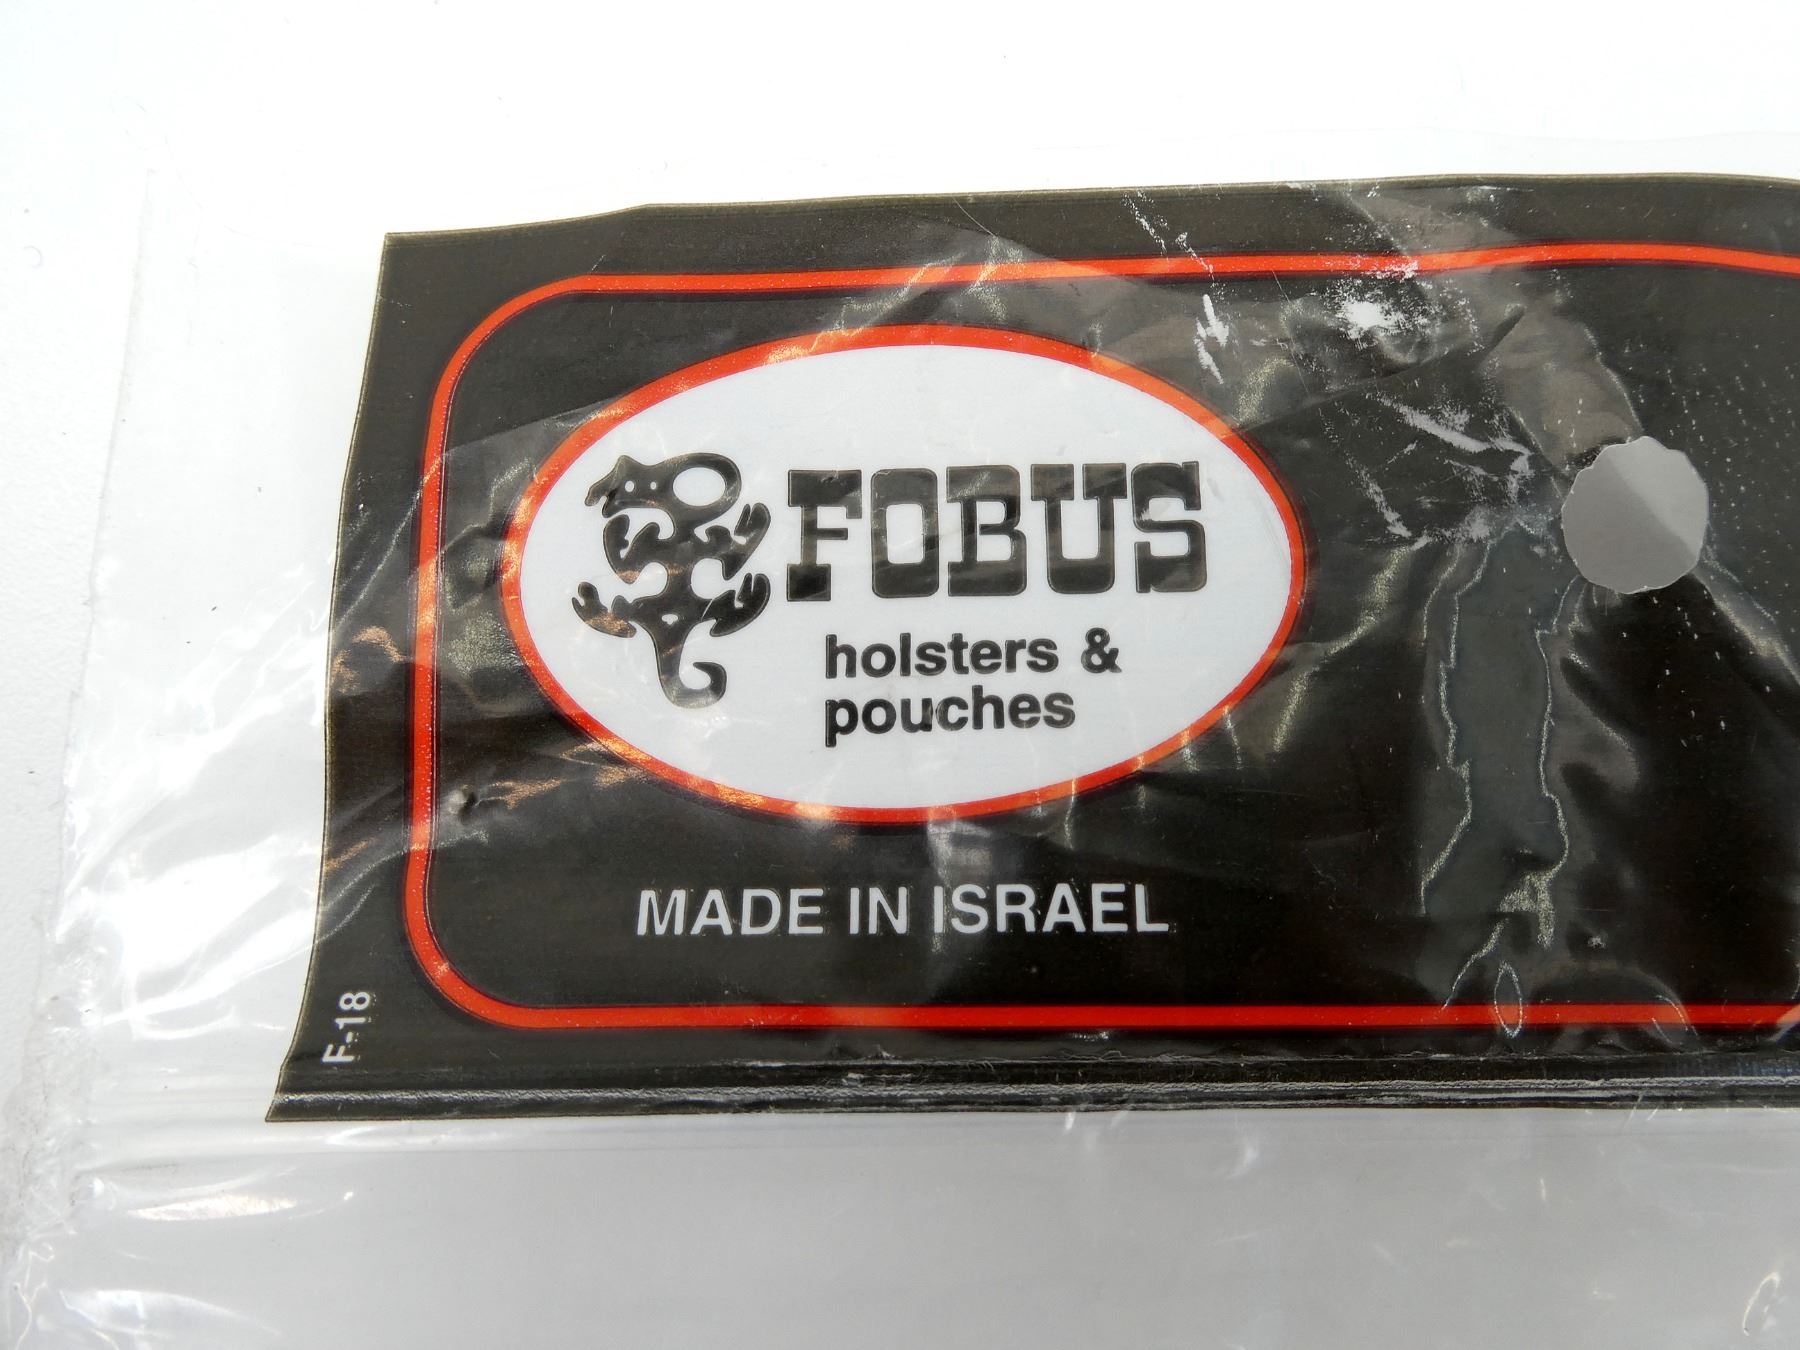 FOBUS
holsters &
pouches
MADE IN ISRAEL
F-18